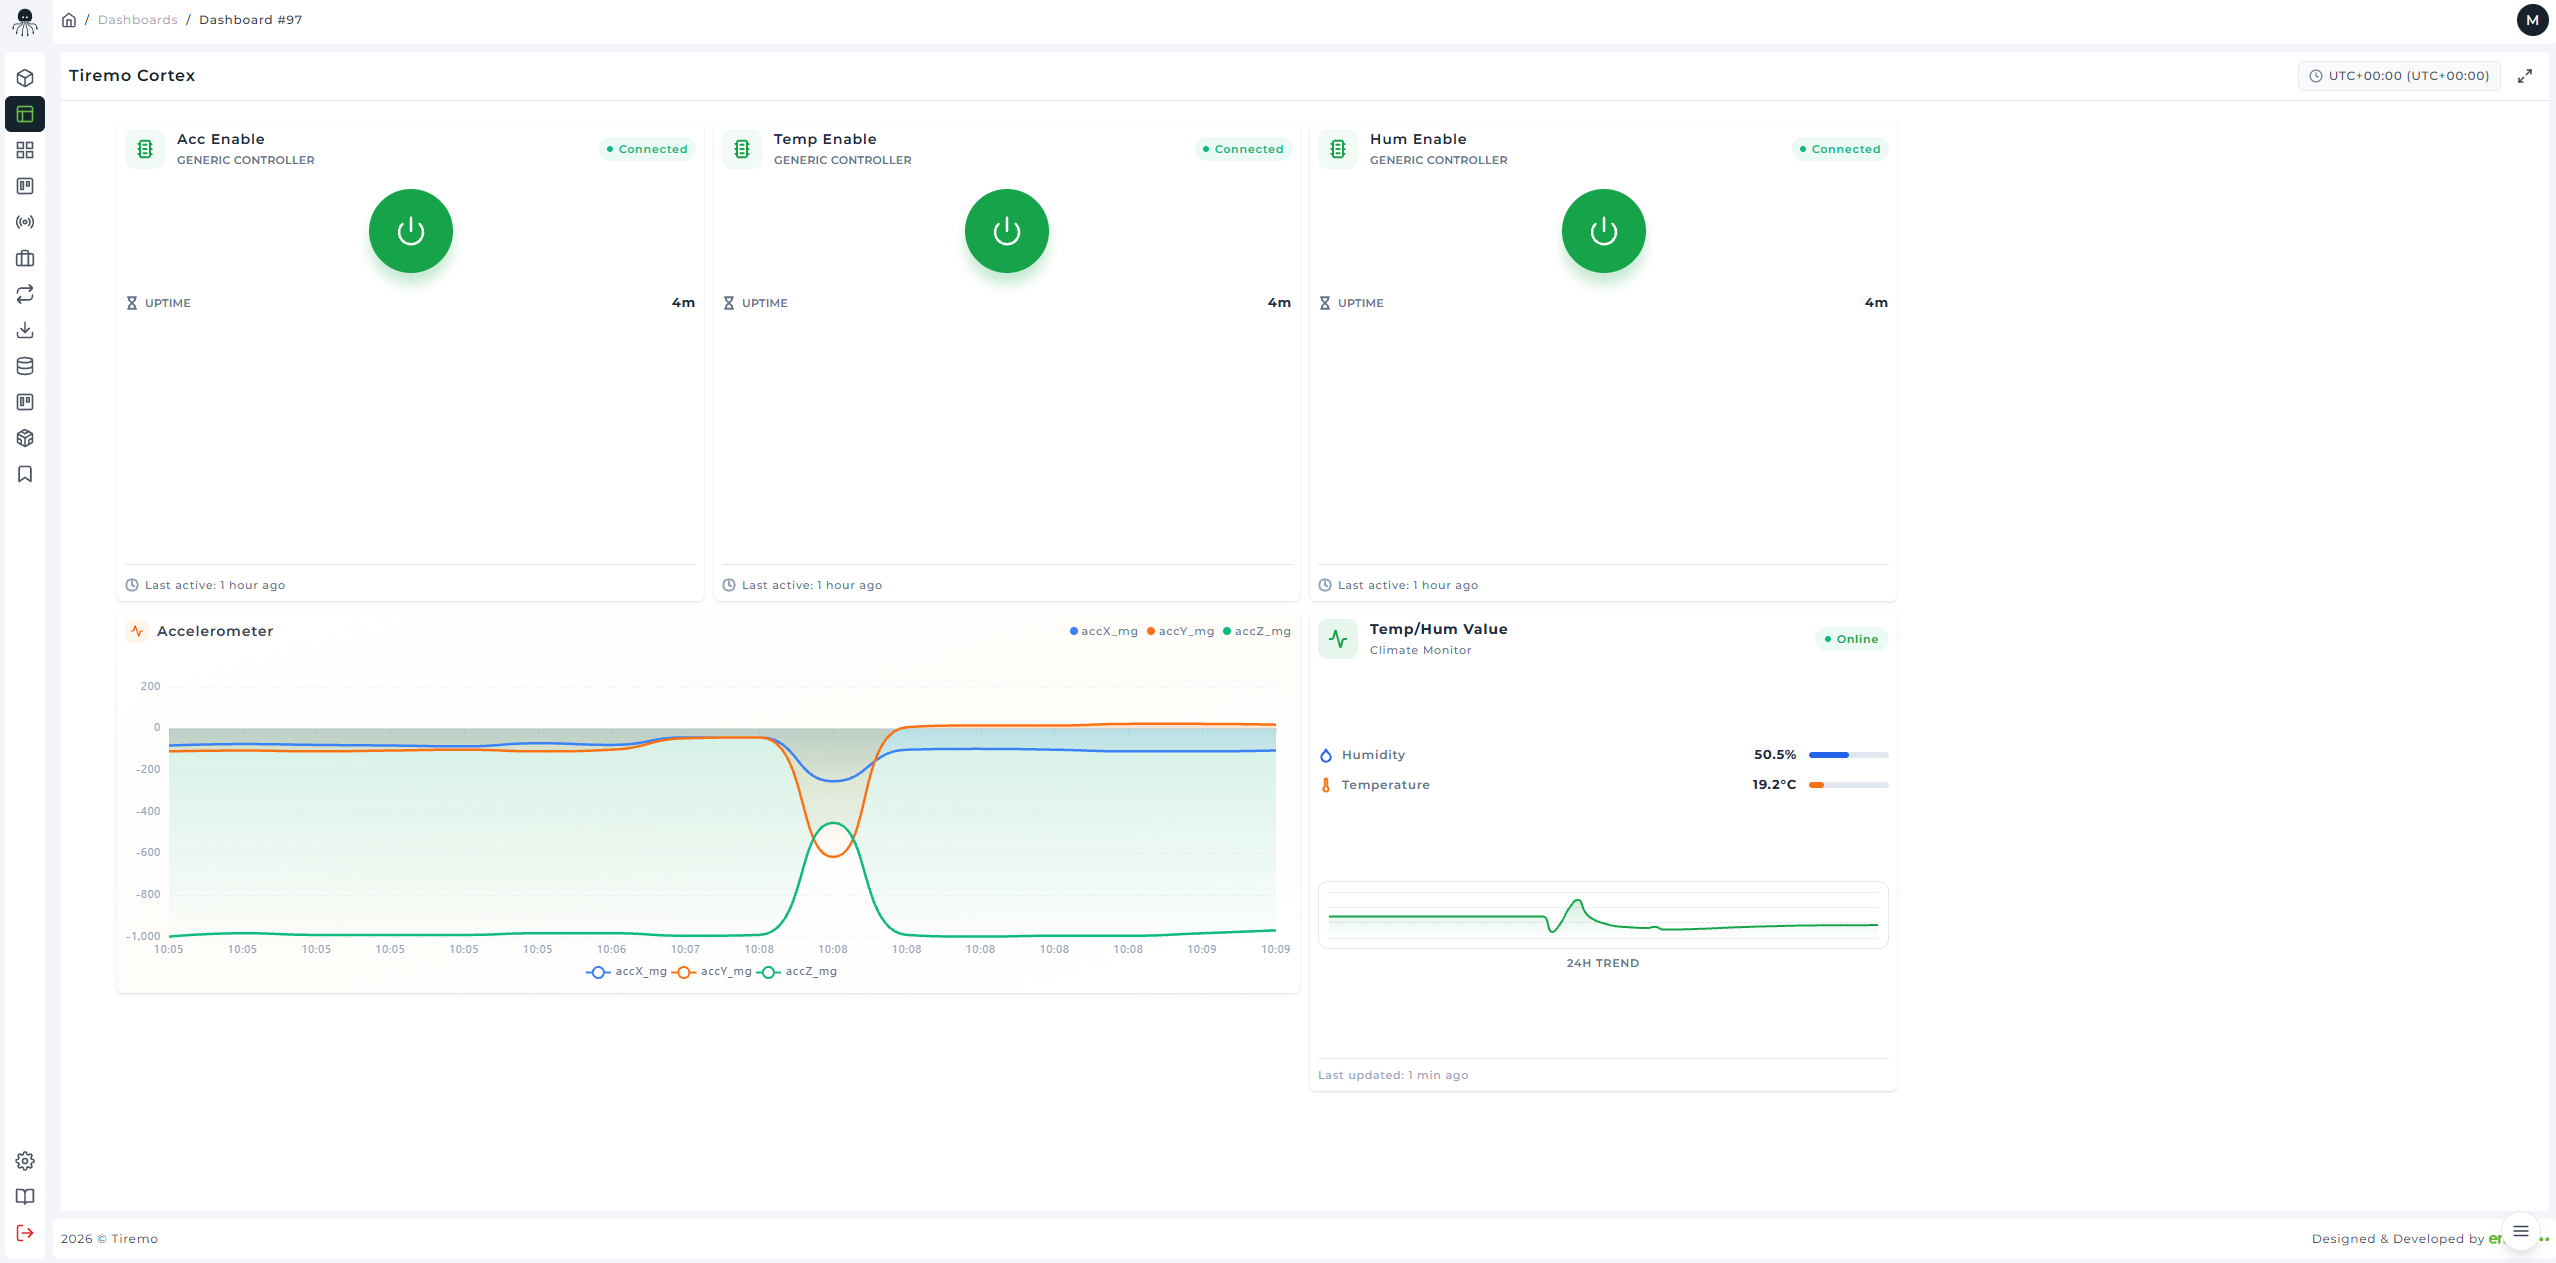 / Dashboards / Dashboard #97
M
Tiremo Cortex
UTC+00:00 (UTC+00:00)
Acc Enable
GENERIC CONTROLLER
Connected
UPTIME
4m
Last active: 1 hour ago
Temp Enable
GENERIC CONTROLLER
Connected
UPTIME
4m
Last active: 1 hour ago
Hum Enable
GENERIC CONTROLLER
Connected
UPTIME
4m
Last active: 1 hour ago
Accelerometer
accX_mg accY_mg accZ_mg
200
0
-200
-400
-600
-800
-1,000
10:05 10:05 10:05 10:05 10:05 10:05 10:06 10:07 10:08 10:08 10:08 10:08 10:08 10:08 10:09 10:09
accX_mg accY_mg accZ_mg
Temp/Hum Value
Climate Monitor
Online
Humidity 50.5%
Temperature 19.2°C
24H TREND
Last updated: 1 min ago
2026 © Tiremo
Designed & Developed by